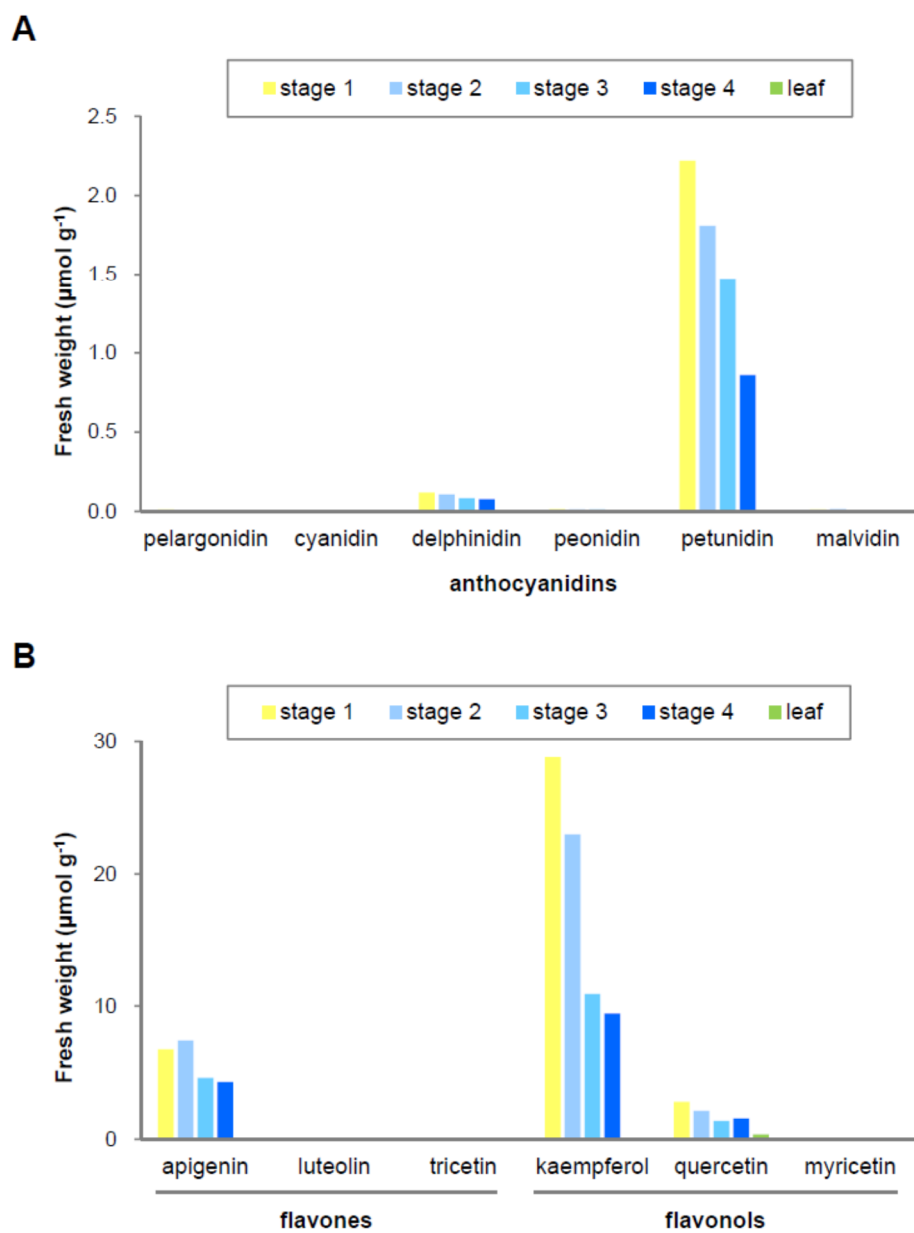 A
stage 1 stage 2 stage 3 stage 4 leaf
Fresh weight (µmol g⁻¹)
2.5
2.0
1.5
1.0
0.5
0.0
pelargonidin cyanidin delphinidin peonidin petunidin malvidin
anthocyanidins
B
stage 1 stage 2 stage 3 stage 4 leaf
Fresh weight (µmol g⁻¹)
30
20
10
0
apigenin luteolin tricetin kaempferol quercetin myricetin
flavones flavonols